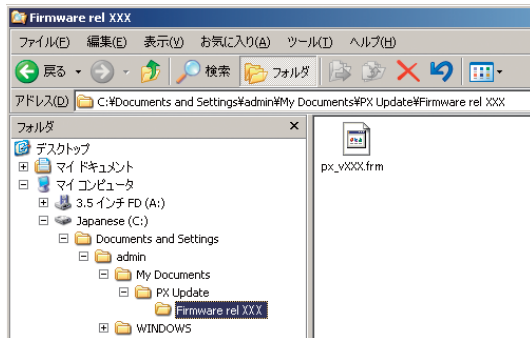 Firmware rel XXX
ファイル(F) 編集(E) 表示(V) お気に入り(A) ツール(T) ヘルプ(H)
戻る 検索 フォルダ
アドレス(D) C:¥Documents and Settings¥admin¥My Documents¥PX Update¥Firmware rel XXX
フォルダ ×
デスクトップ
マイ ドキュメント
マイ コンピュータ
3.5 インチ FD (A:)
Japanese (C:)
Documents and Settings
admin
My Documents
PX Update
Firmware rel XXX
WINDOWS
px_vXXX.frm